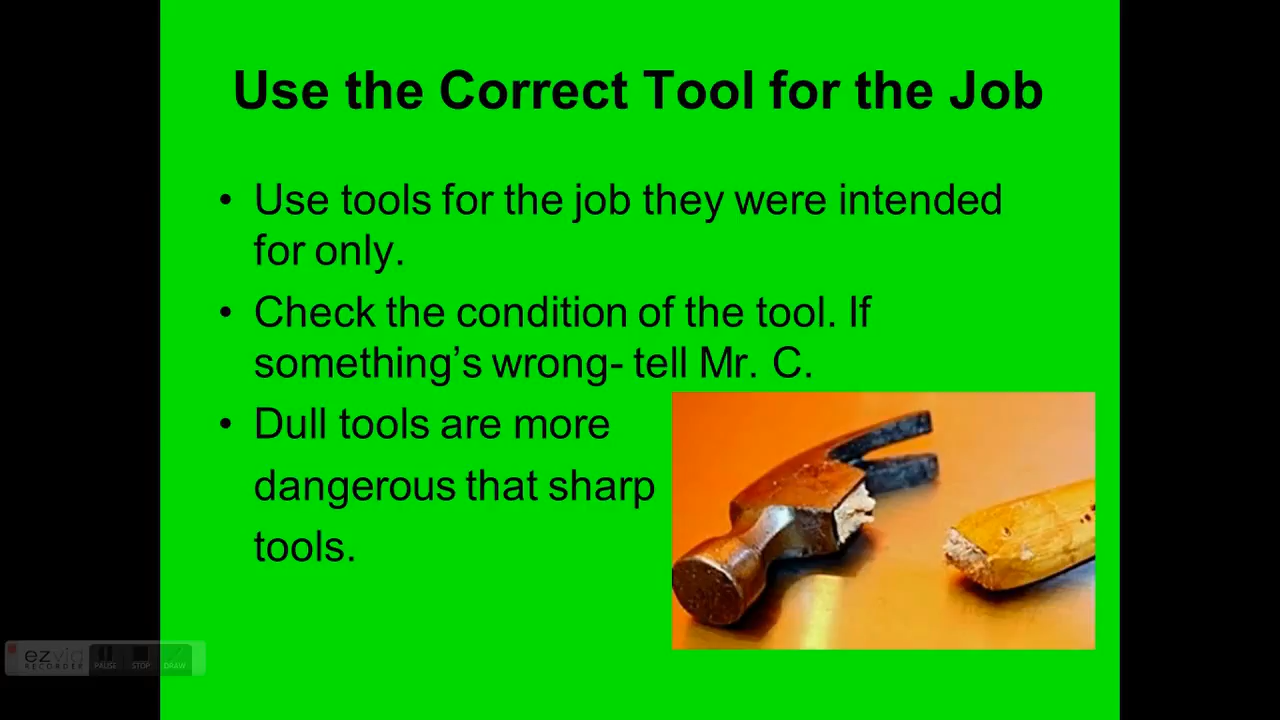 Use the Correct Tool for the Job
• Use tools for the job they were intended
for only.
• Check the condition of the tool. If
something’s wrong- tell Mr. C.
• Dull tools are more
dangerous that sharp
tools.
ezvid
RECORDER
PAUSE
STOP
DRAW